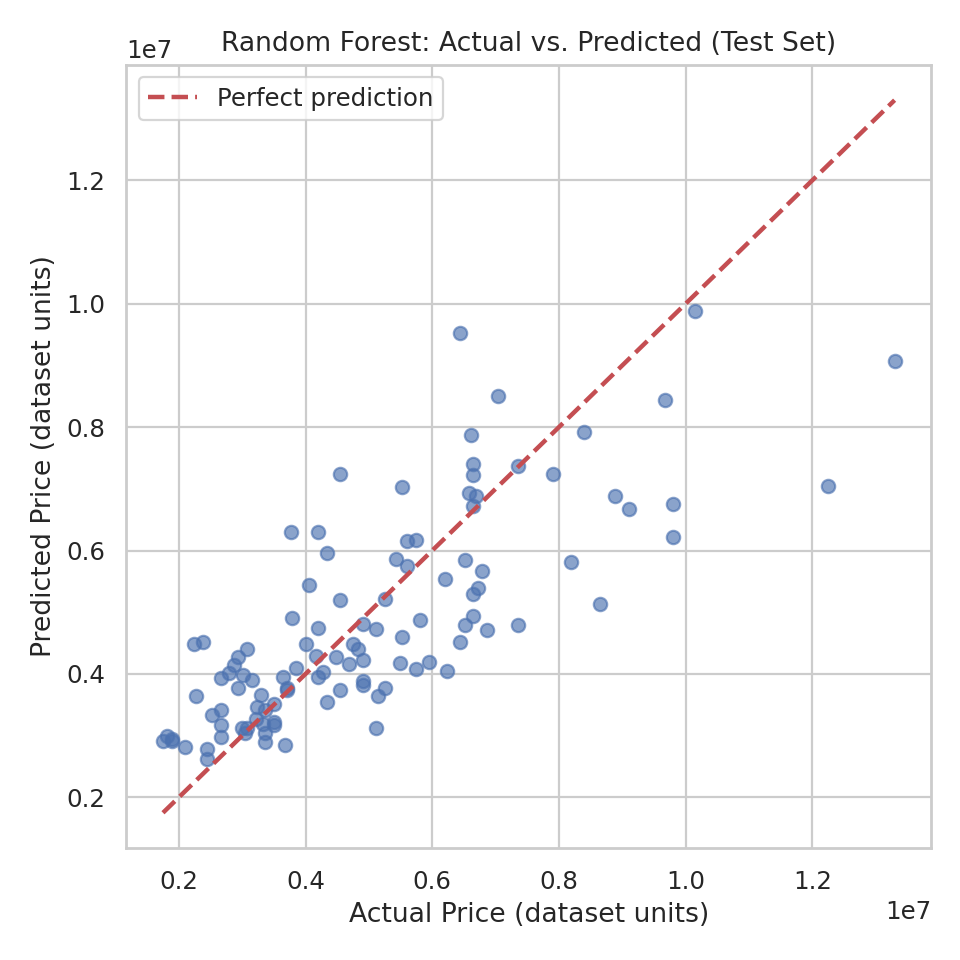 Random Forest: Actual vs. Predicted (Test Set)
1e7
Perfect prediction
1.2
1.0
0.8
0.6
0.4
0.2
Predicted Price (dataset units)
0.2 0.4 0.6 0.8 1.0 1.2
1e7
Actual Price (dataset units)